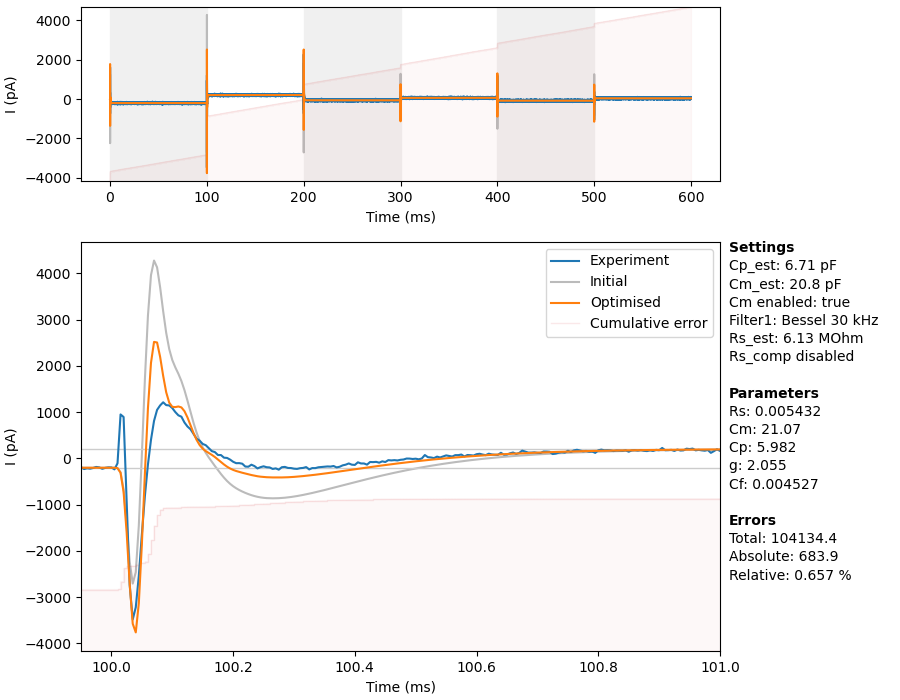 4000
2000
0
−2000
−4000
I (pA)
0 100 200 300 400 500 600
Time (ms)
4000
3000
2000
1000
0
−1000
−2000
−3000
−4000
I (pA)
100.0 100.2 100.4 100.6 100.8 101.0
Time (ms)
Experiment
Initial
Optimised
Cumulative error
Settings
Cp_est: 6.71 pF
Cm_est: 20.8 pF
Cm enabled: true
Filter1: Bessel 30 kHz
Rs_est: 6.13 MOhm
Rs_comp disabled
Parameters
Rs: 0.005432
Cm: 21.07
Cp: 5.982
g: 2.055
Cf: 0.004527
Errors
Total: 104134.4
Absolute: 683.9
Relative: 0.657 %